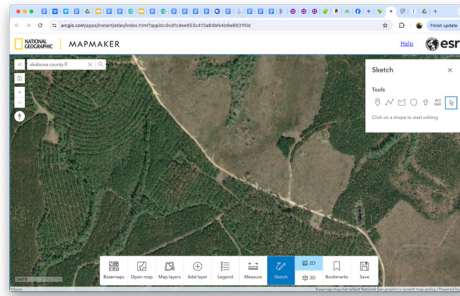 arcgis.com/apps/instant/atlas/index.html?appid=0cd1cdee853c413a84bfe4b9a6931f0d
Finish update
NATIONAL
GEOGRAPHIC
MAPMAKER
Help
esr
okaloosa county fl
Sketch
Tools
Click on a shape to start editing
Basemaps
Open map
Map layers
Add layer
Legend
Measure
Sketch
2D
3D
Bookmarks
Save